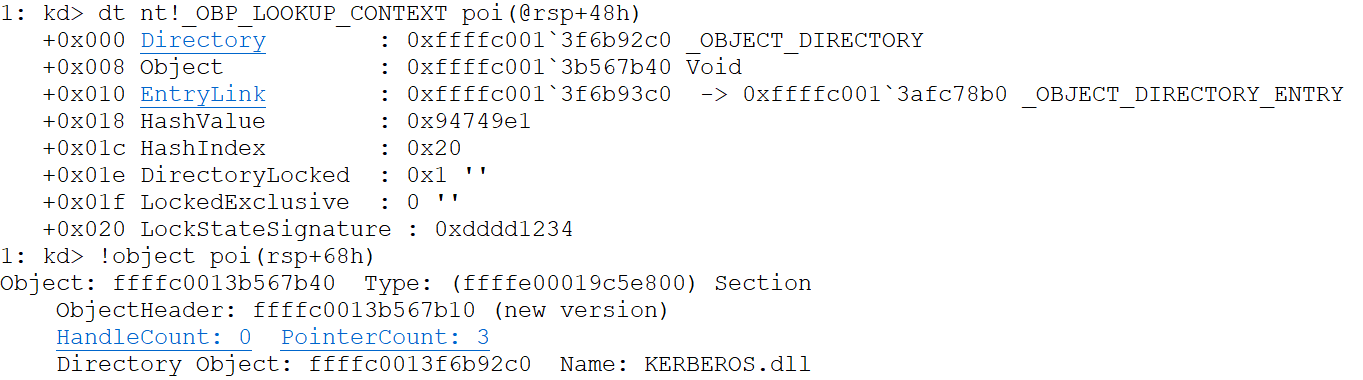 1: kd> dt nt!_OBP_LOOKUP_CONTEXT poi(@rsp+48h)
   +0x000 Directory        : 0xffffc001`3f6b92c0 _OBJECT_DIRECTORY
   +0x008 Object           : 0xffffc001`3b567b40 Void
   +0x010 EntryLink        : 0xffffc001`3f6b93c0  -> 0xffffc001`3afc78b0 _OBJECT_DIRECTORY_ENTRY
   +0x018 HashValue        : 0x94749e1
   +0x01c HashIndex        : 0x20
   +0x01e DirectoryLocked  : 0x1 ''
   +0x01f LockedExclusive  : 0 ''
   +0x020 LockStateSignature : 0xdddd1234
1: kd> !object poi(rsp+68h)
Object: ffffc0013b567b40  Type: (ffffe00019c5e800) Section
    ObjectHeader: ffffc0013b567b10 (new version)
    HandleCount: 0  PointerCount: 3
    Directory Object: ffffc0013f6b92c0  Name: KERBEROS.dll